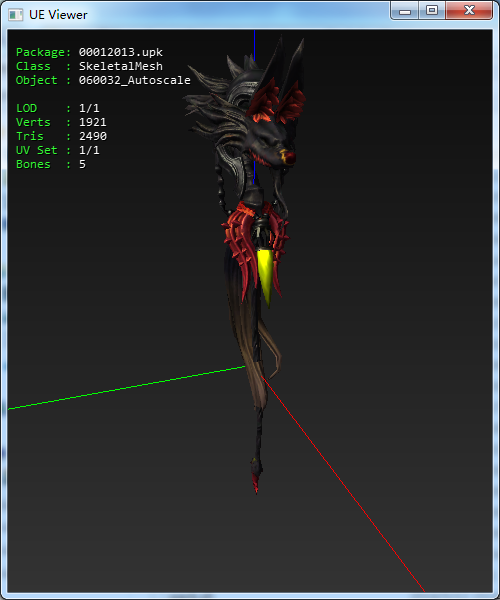 UE Viewer
Package: 00012013.upk
Class  : SkeletalMesh
Object : 060032_Autoscale
LOD    : 1/1
Verts  : 1921
Tris   : 2490
UV Set : 1/1
Bones  : 5